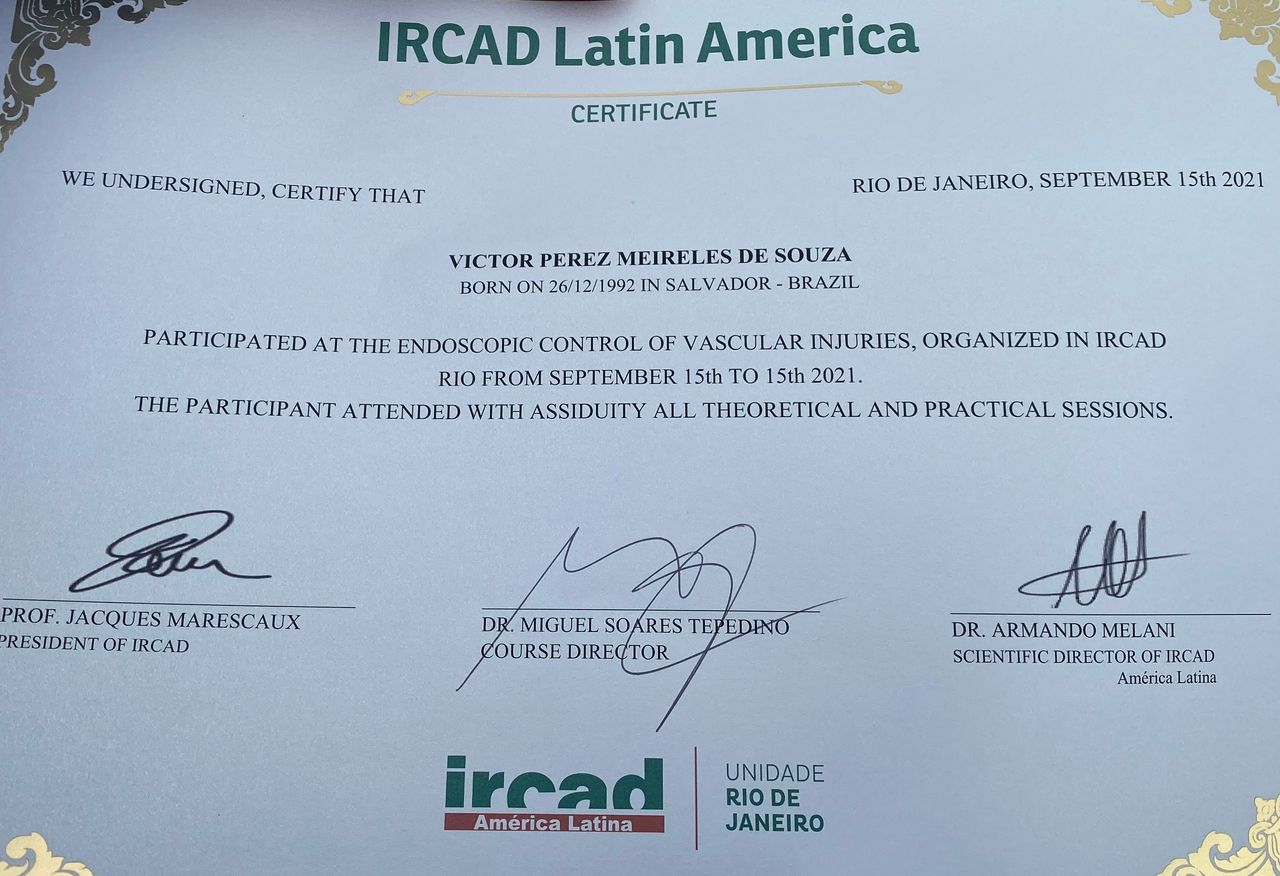 IRCAD Latin America
CERTIFICATE
WE UNDERSIGNED, CERTIFY THAT
RIO DE JANEIRO, SEPTEMBER 15th 2021
VICTOR PEREZ MEIRELES DE SOUZA
BORN ON 26/12/1992 IN SALVADOR - BRAZIL
PARTICIPATED AT THE ENDOSCOPIC CONTROL OF VASCULAR INJURIES, ORGANIZED IN IRCAD
RIO FROM SEPTEMBER 15th TO 15th 2021.
THE PARTICIPANT ATTENDED WITH ASSIDUITY ALL THEORETICAL AND PRACTICAL SESSIONS.
PROF. JACQUES MARESCAUX
PRESIDENT OF IRCAD
DR. MIGUEL SOARES TEPEDINO
COURSE DIRECTOR
DR. ARMANDO MELANI
SCIENTIFIC DIRECTOR OF IRCAD
América Latina
ircad
América Latina
UNIDADE
RIO DE
JANEIRO